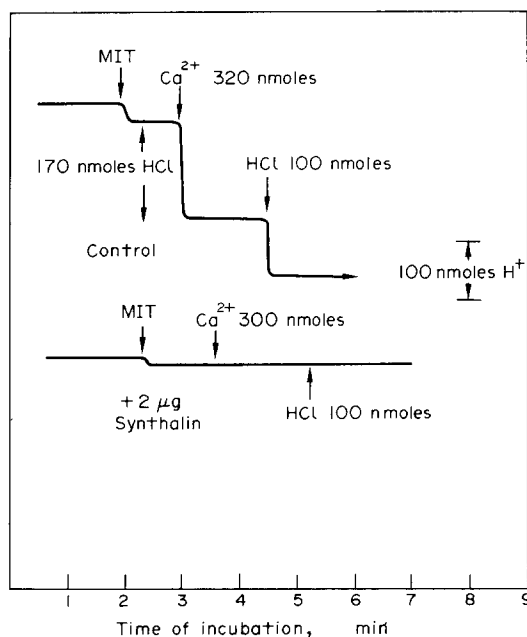 MIT
Ca2+ 320 nmoles
170 nmoles HCl
HCl 100 nmoles
Control
100 nmoles H+
MIT
Ca2+ 300 nmoles
+2 μg
Synthalin
HCl 100 nmoles
1 2 3 4 5 6 7 8 9
Time of incubation, min